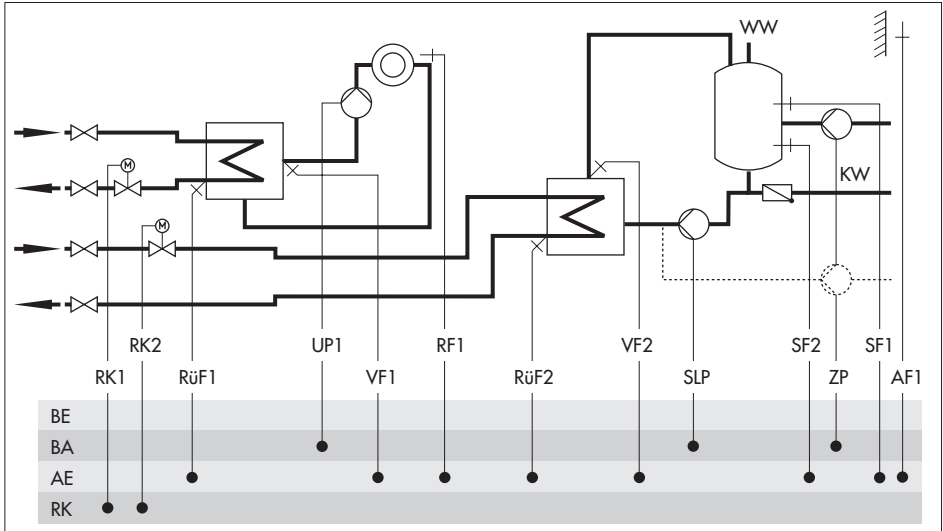 WW
M
KW
M
RK2 UP1 RF1 VF2 SF2 SF1
RK1 RüF1 VF1 RüF2 SLP ZP AF1
BE
BA
AE
RK